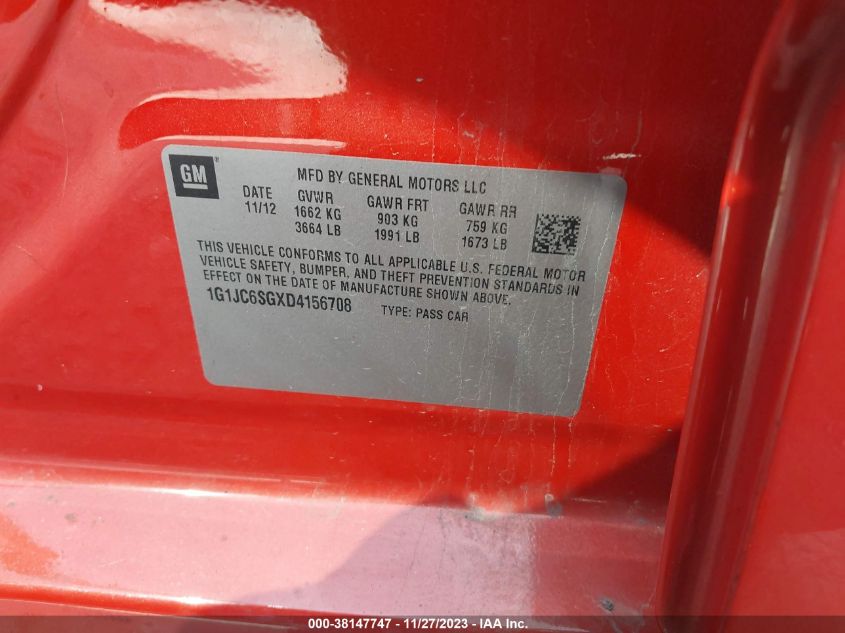 GM ®
MFD BY GENERAL MOTORS LLC
DATE GVWR GAWR FRT GAWR RR
11/12 1662 KG 903 KG 759 KG
3664 LB 1991 LB 1673 LB
THIS VEHICLE CONFORMS TO ALL APPLICABLE U.S. FEDERAL MOTOR
VEHICLE SAFETY, BUMPER, AND THEFT PREVENTION STANDARDS IN
EFFECT ON THE DATE OF MANUFACTURE SHOWN ABOVE.
1G1JC6SGXD4156708 TYPE: PASS CAR
000-38147747 - 11/27/2023 - IAA Inc.